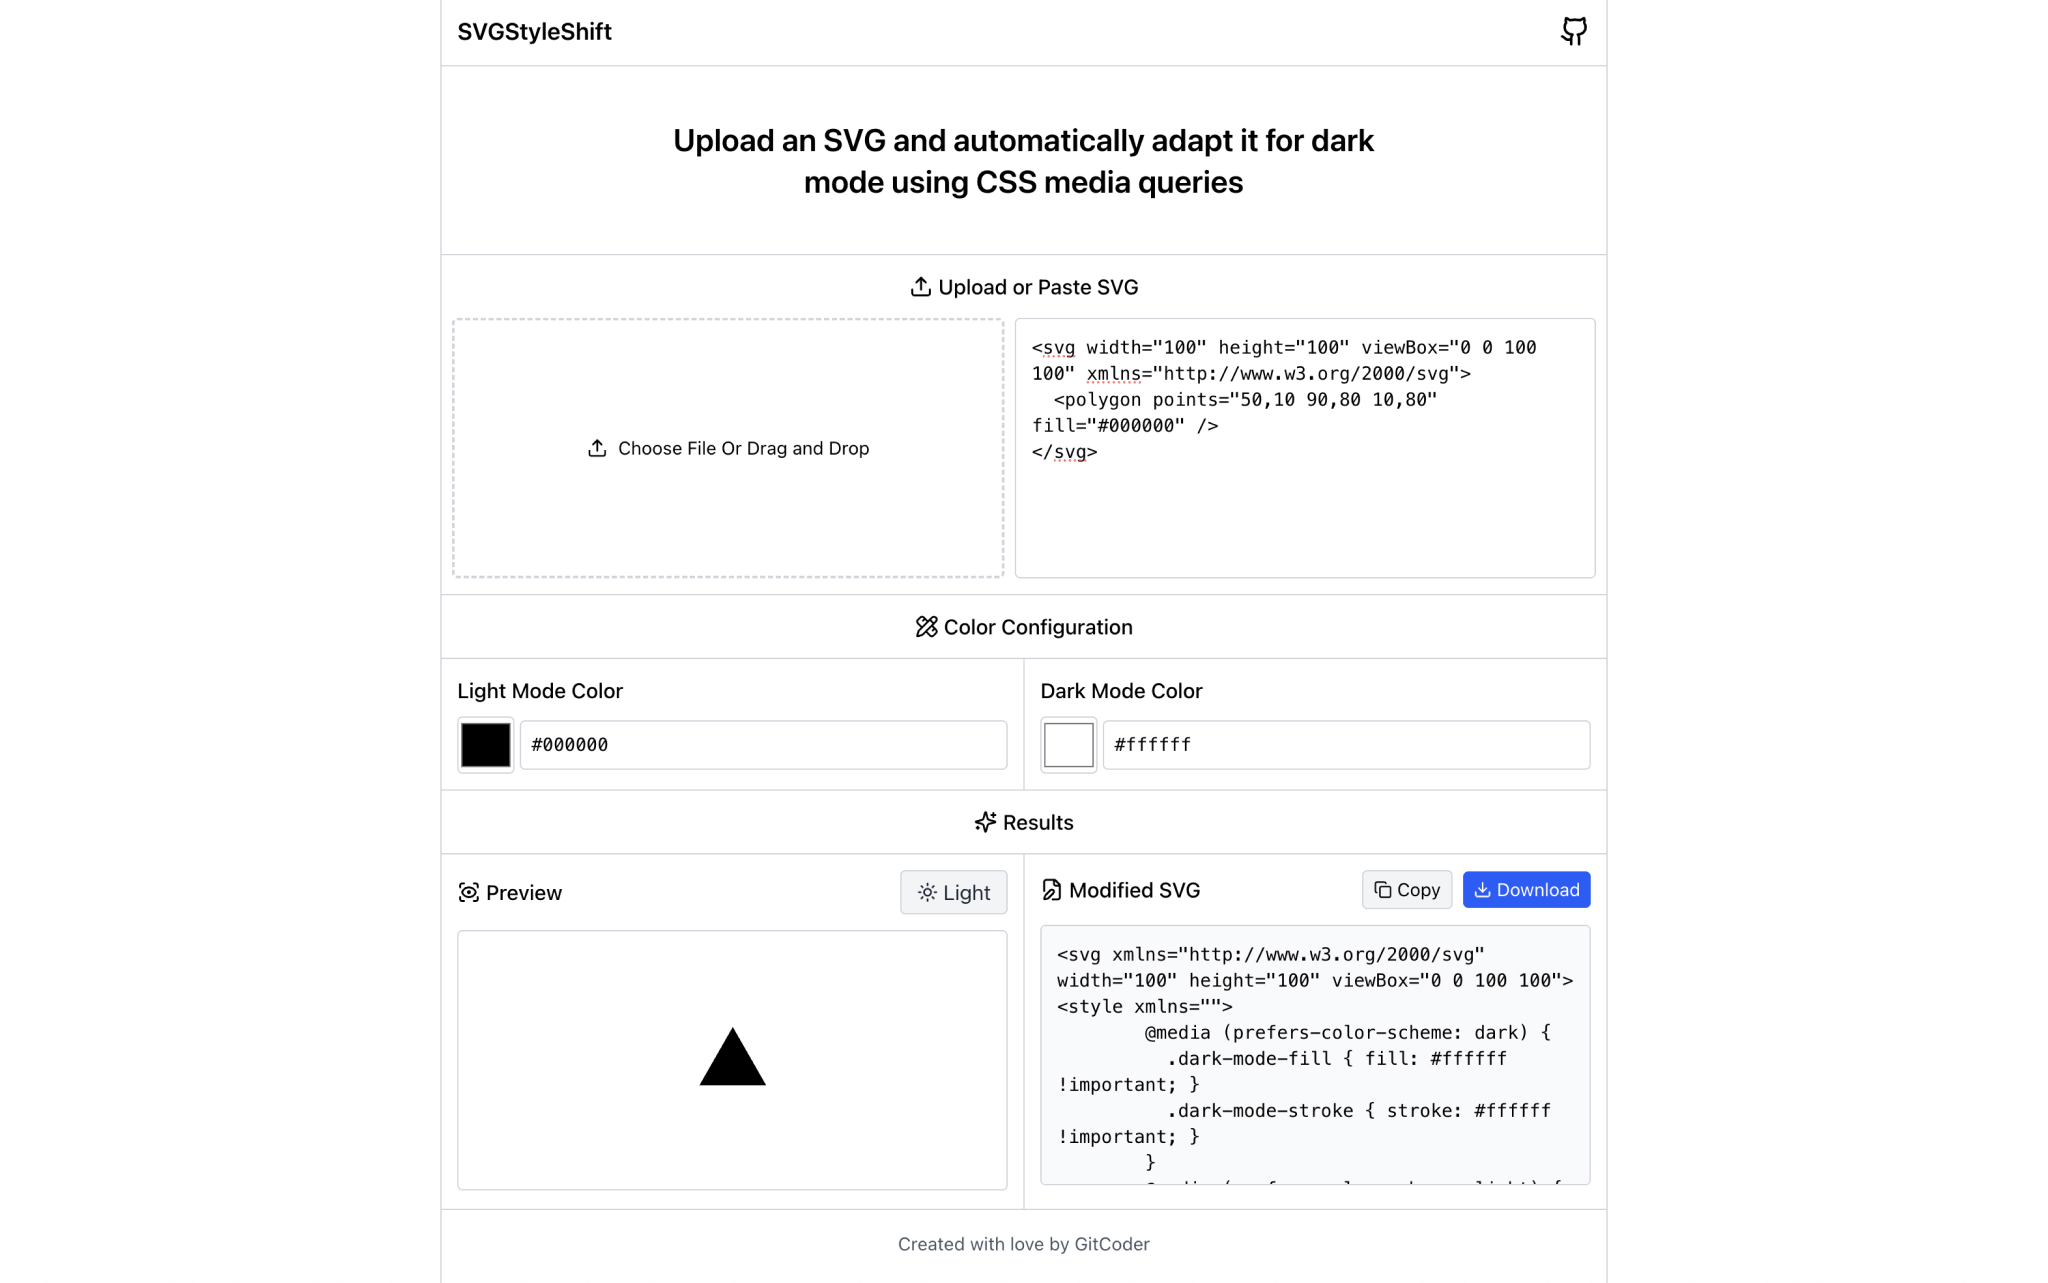 SVGStyleShift
Upload an SVG and automatically adapt it for dark
mode using CSS media queries
Upload or Paste SVG
Choose File Or Drag and Drop
<svg width="100" height="100" viewBox="0 0 100
100" xmlns="http://www.w3.org/2000/svg">
  <polygon points="50,10 90,80 10,80"
fill="#000000" />
</svg>
Color Configuration
Light Mode Color
#000000
Dark Mode Color
#ffffff
Results
Preview
Light
Modified SVG
Copy
Download
<svg xmlns="http://www.w3.org/2000/svg"
width="100" height="100" viewBox="0 0 100 100">
<style xmlns="">
        @media (prefers-color-scheme: dark) {
          .dark-mode-fill { fill: #ffffff
!important; }
          .dark-mode-stroke { stroke: #ffffff
!important; }
        }
Created with love by GitCoder